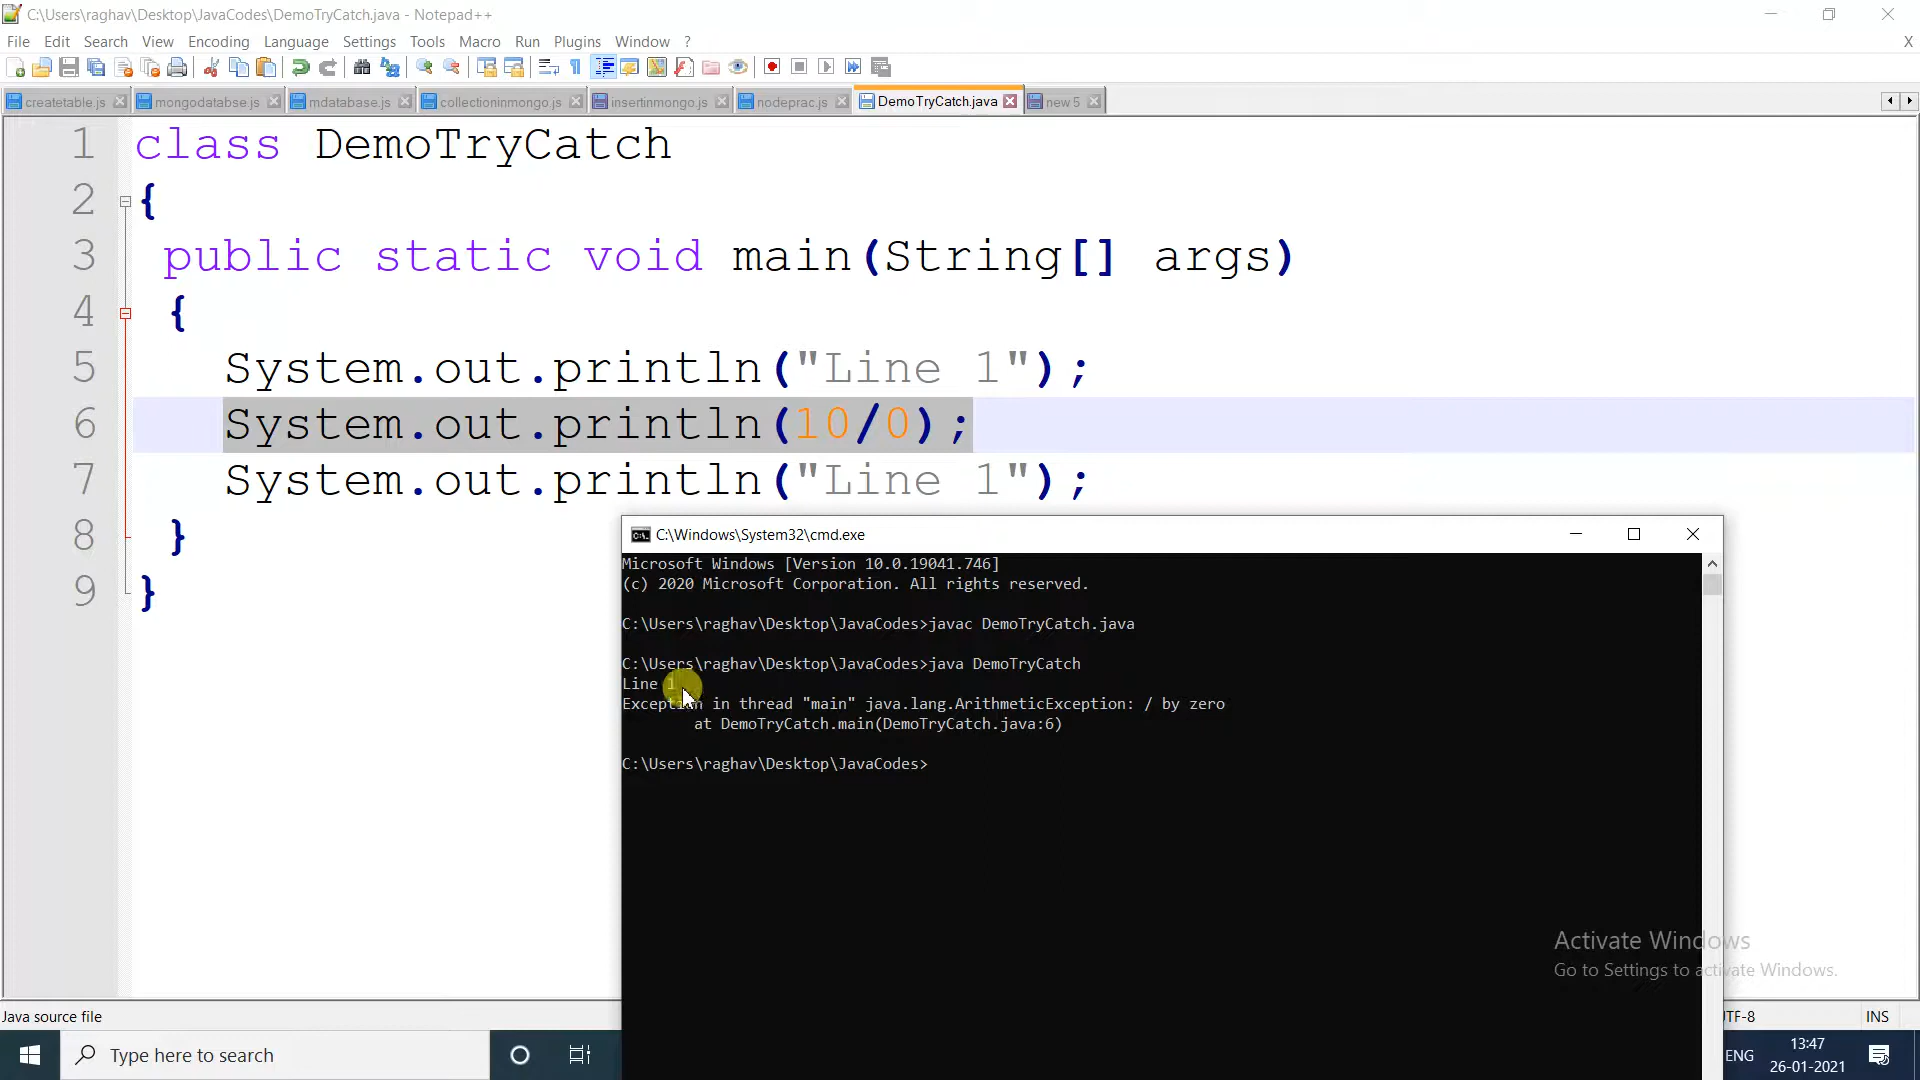 C:\Users\raghav\Desktop\JavaCodes\DemoTryCatch.java - Notepad++
File Edit Search View Encoding Language Settings Tools Macro Run Plugins Window ? X
createtable.js mongodatabse.js mdatabase.js collectioninmongo.js insertinmongo.js nodeprac.js DemoTryCatch.java new 5
1 class DemoTryCatch
2 {
3 public static void main(String[] args)
4 {
5 System.out.println("Line 1");
6 System.out.println(10/0);
7 System.out.println("Line 1");
8 }
9 }
C:\Windows\System32\cmd.exe
Microsoft Windows [Version 10.0.19041.746]
(c) 2020 Microsoft Corporation. All rights reserved.
C:\Users\raghav\Desktop\JavaCodes>javac DemoTryCatch.java
C:\Users\raghav\Desktop\JavaCodes>java DemoTryCatch
Line 1
Exception in thread "main" java.lang.ArithmeticException: / by zero
at DemoTryCatch.main(DemoTryCatch.java:6)
C:\Users\raghav\Desktop\JavaCodes>
Activate Windows
Go to Settings to activate Windows.
Java source file TF-8 INS
Type here to search
ENG
13:47
26-01-2021